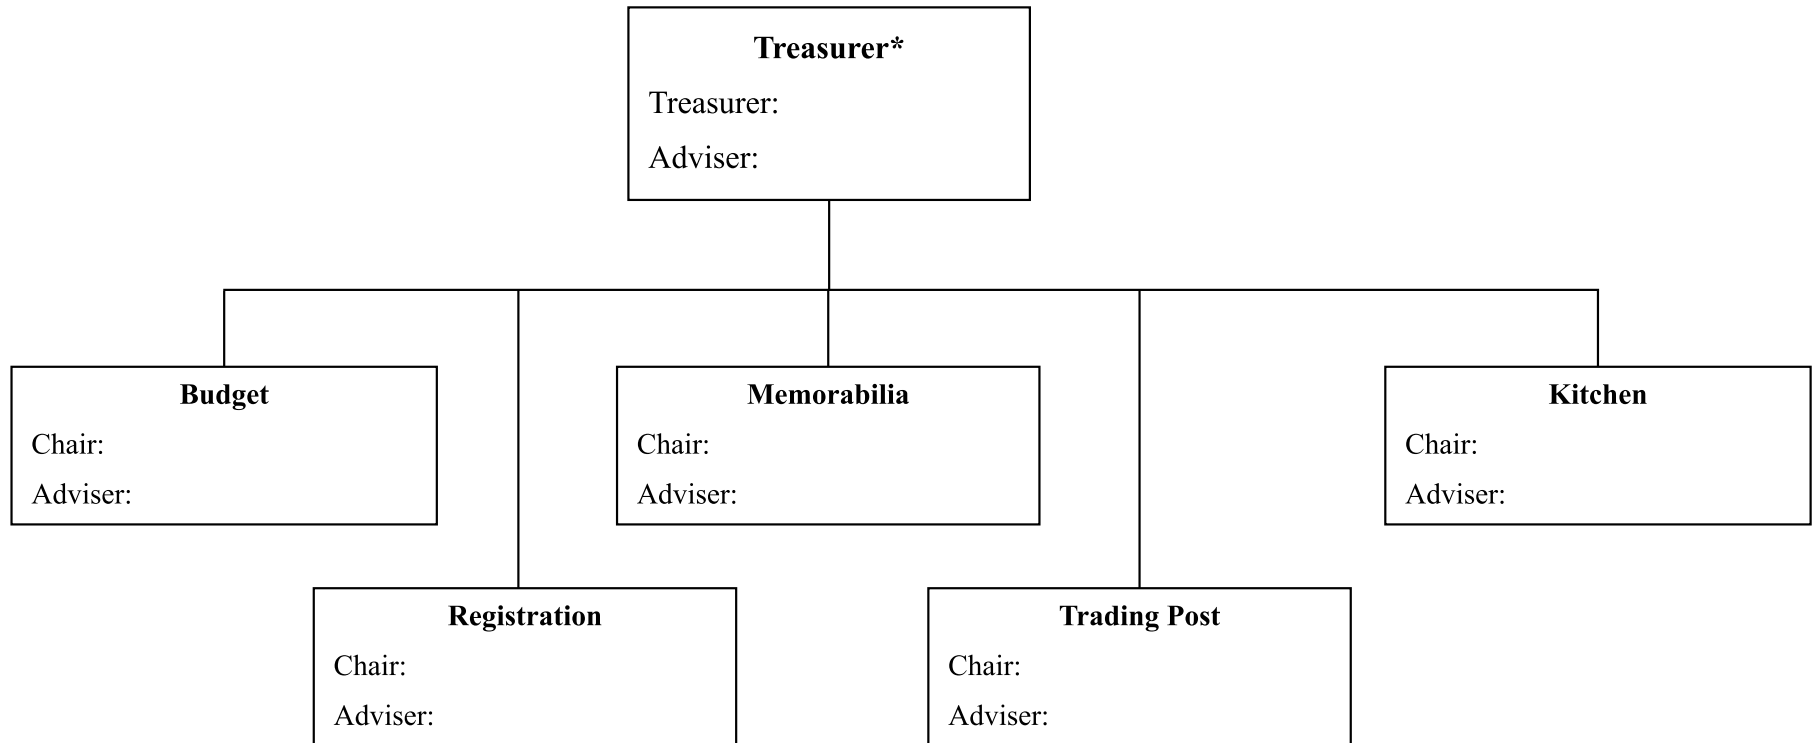 Treasurer*
Treasurer:
Adviser:
Budget
Chair:
Adviser:
Memorabilia
Chair:
Adviser:
Kitchen
Chair:
Adviser:
Registration
Chair:
Adviser:
Trading Post
Chair:
Adviser: